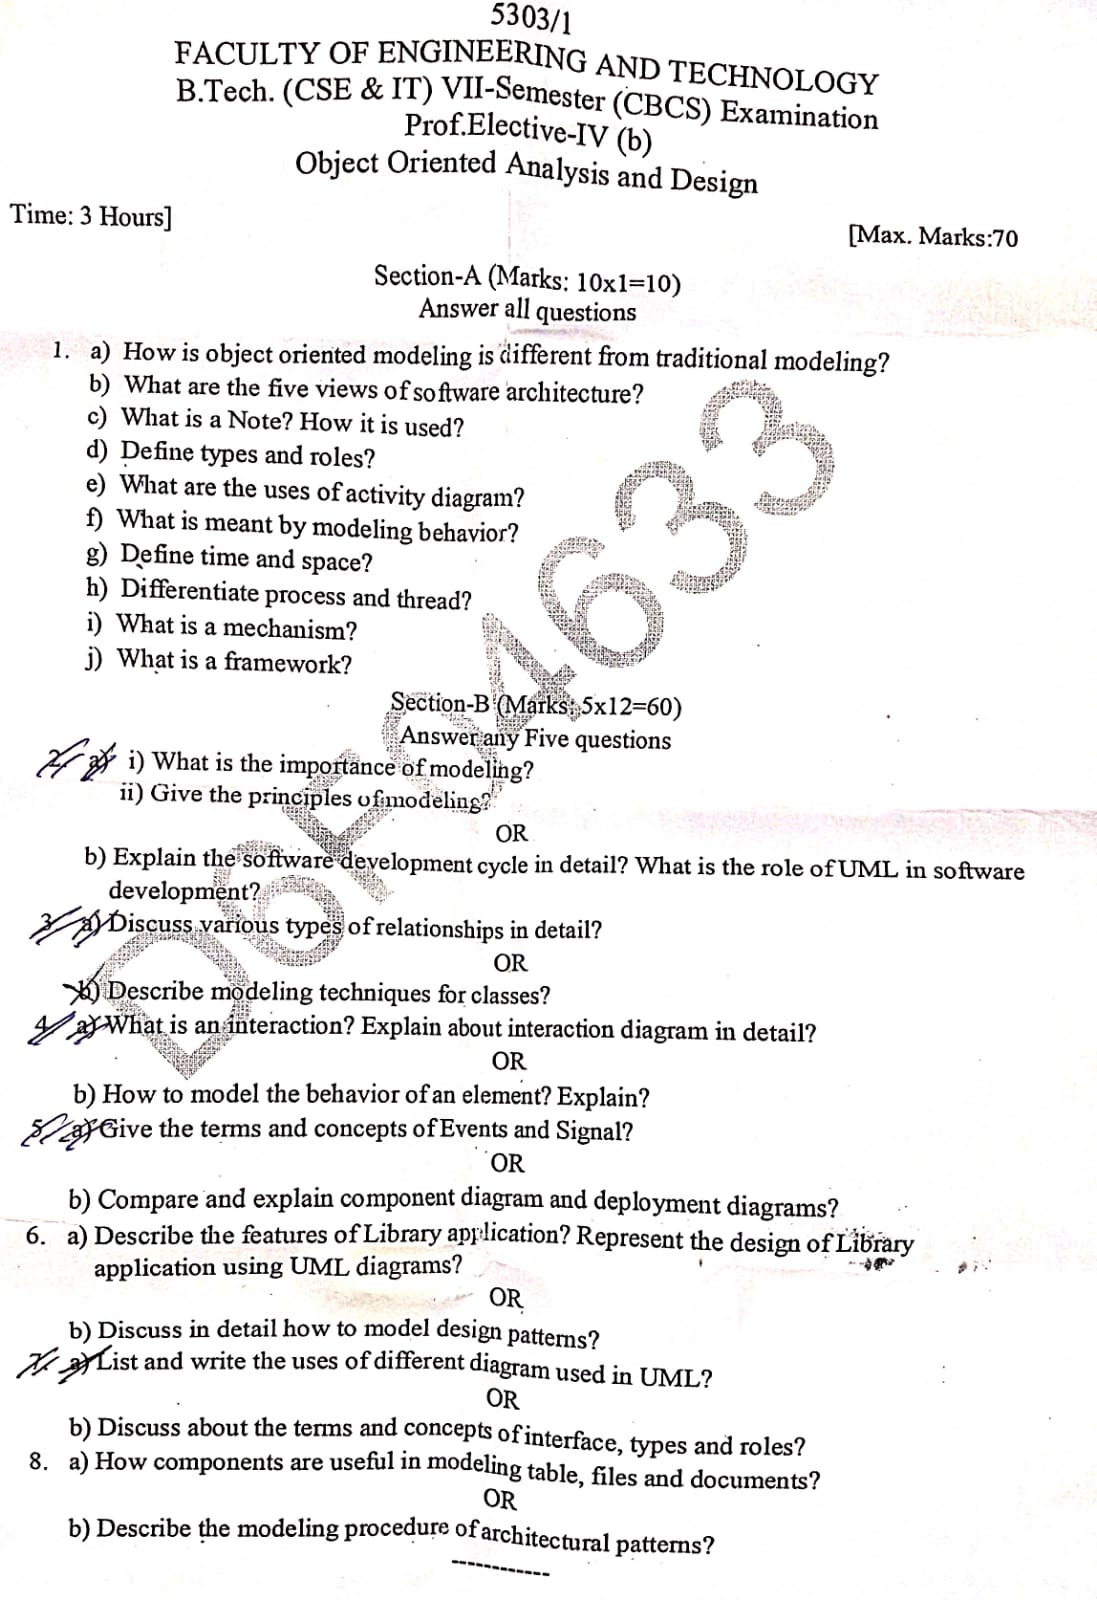 5303/1
FACULTY OF ENGINEERING AND TECHNOLOGY
B.Tech. (CSE & IT) VII-Semester (CBCS) Examination
Prof.Elective-IV (b)
Object Oriented Analysis and Design
Time: 3 Hours]
[Max. Marks:70
Section-A (Marks: 10x1=10)
Answer all questions
1. a) How is object oriented modeling is different from traditional modeling?
b) What are the five views of software architecture?
c) What is a Note? How it is used?
d) Define types and roles?
e) What are the uses of activity diagram?
f) What is meant by modeling behavior?
g) Define time and space?
h) Differentiate process and thread?
i) What is a mechanism?
j) What is a framework?
Section-B (Marks: 5x12=60)
Answer any Five questions
2. a) i) What is the importance of modeling?
ii) Give the principles of modeling?
OR
b) Explain the software development cycle in detail? What is the role of UML in software
development?
3. a) Discuss various types of relationships in detail?
OR
b) Describe modeling techniques for classes?
4. a) What is an interaction? Explain about interaction diagram in detail?
OR
b) How to model the behavior of an element? Explain?
5. a) Give the terms and concepts of Events and Signal?
OR
b) Compare and explain component diagram and deployment diagrams?
6. a) Describe the features of Library application? Represent the design of Library
application using UML diagrams?
OR
b) Discuss in detail how to model design patterns?
7. a) List and write the uses of different diagram used in UML?
OR
b) Discuss about the terms and concepts of interface, types and roles?
8. a) How components are useful in modeling table, files and documents?
OR
b) Describe the modeling procedure of architectural patterns?
------------